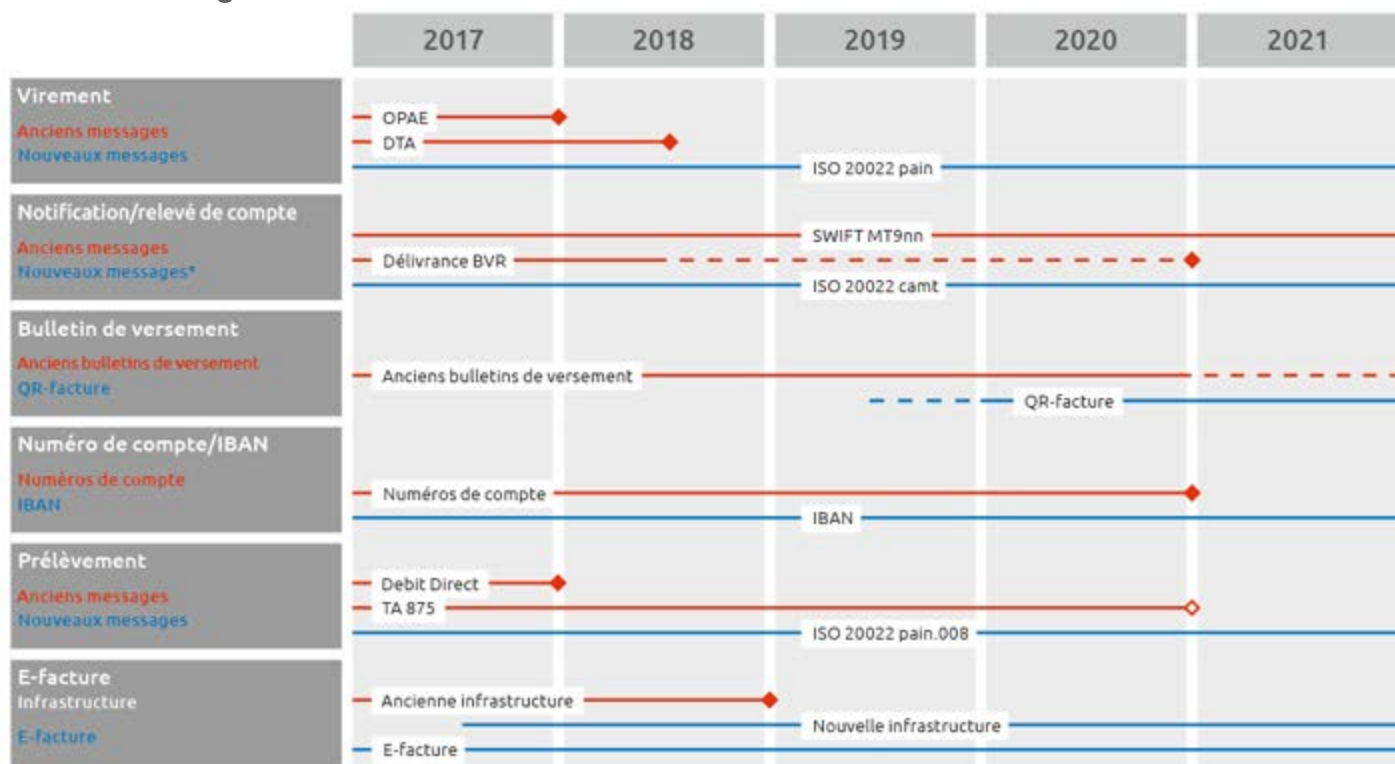 2017 2018 2019 2020 2021
Virement
Anciens messages
Nouveaux messages
OPAE
DTA
ISO 20022 pain
Notification/relevé de compte
Anciens messages
Nouveaux messages*
SWIFT MT9nn
Délivrance BVR
ISO 20022 camt
Bulletin de versement
Anciens bulletins de versement
QR-facture
Anciens bulletins de versement
QR-facture
Numéro de compte/IBAN
Numéros de compte
IBAN
Numéros de compte
IBAN
Prélèvement
Anciens messages
Nouveaux messages
Debit Direct
TA 875
ISO 20022 pain.008
E-facture
Infrastructure
E-facture
Ancienne infrastructure
Nouvelle infrastructure
E-facture